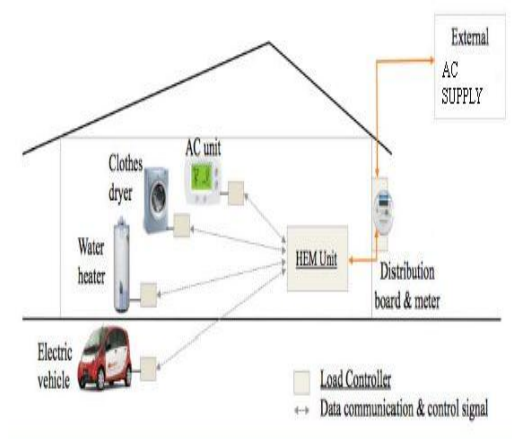 External
AC
SUPPLY
AC unit
Clothes
dryer
Water
heater
HEM Unit
Distribution
board & meter
Electric
vehicle
Load Controller
Data communication & control signal